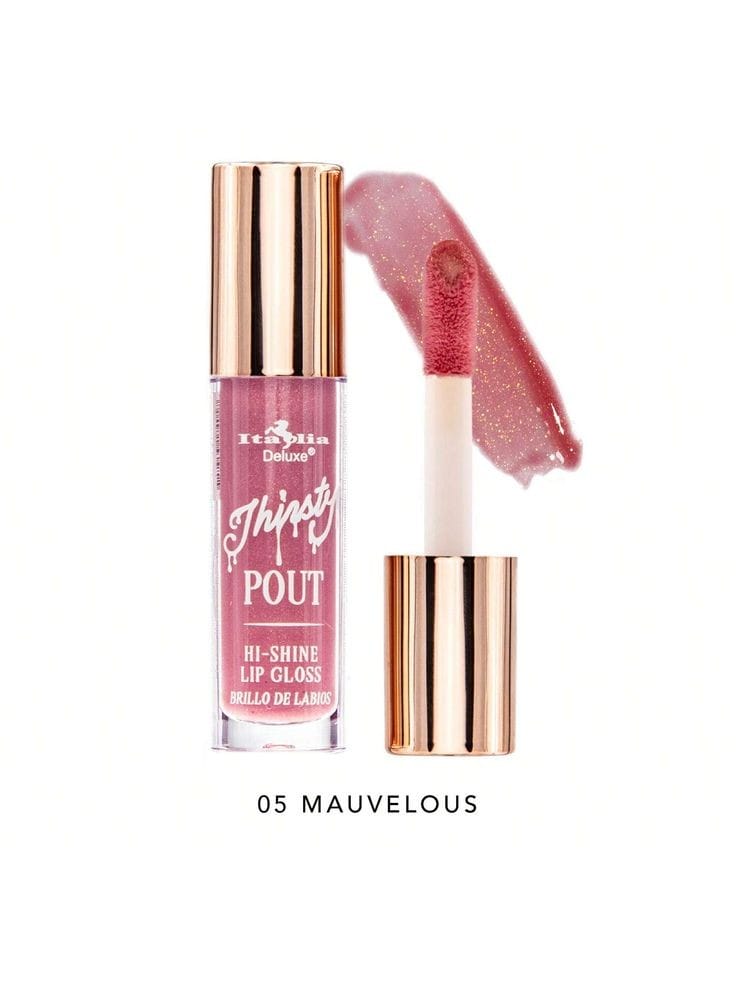 Italia
Deluxe®
Thirsty
POUT
HI-SHINE
LIP GLOSS
BRILLO DE LABIOS
05 MAUVELOUS